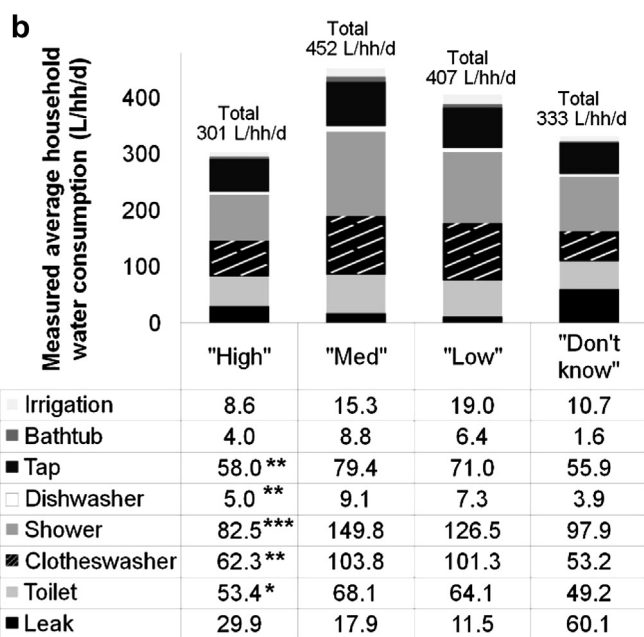 b
Measured average household
water consumption (L/hh/d)
400
300
200
100
0
Total
301 L/hh/d
Total
452 L/hh/d
Total
407 L/hh/d
Total
333 L/hh/d
"High" "Med" "Low" "Don't
know"
Irrigation 8.6 15.3 19.0 10.7
Bathtub 4.0 8.8 6.4 1.6
Tap 58.0** 79.4 71.0 55.9
Dishwasher 5.0 ** 9.1 7.3 3.9
Shower 82.5*** 149.8 126.5 97.9
Clotheswasher 62.3** 103.8 101.3 53.2
Toilet 53.4* 68.1 64.1 49.2
Leak 29.9 17.9 11.5 60.1